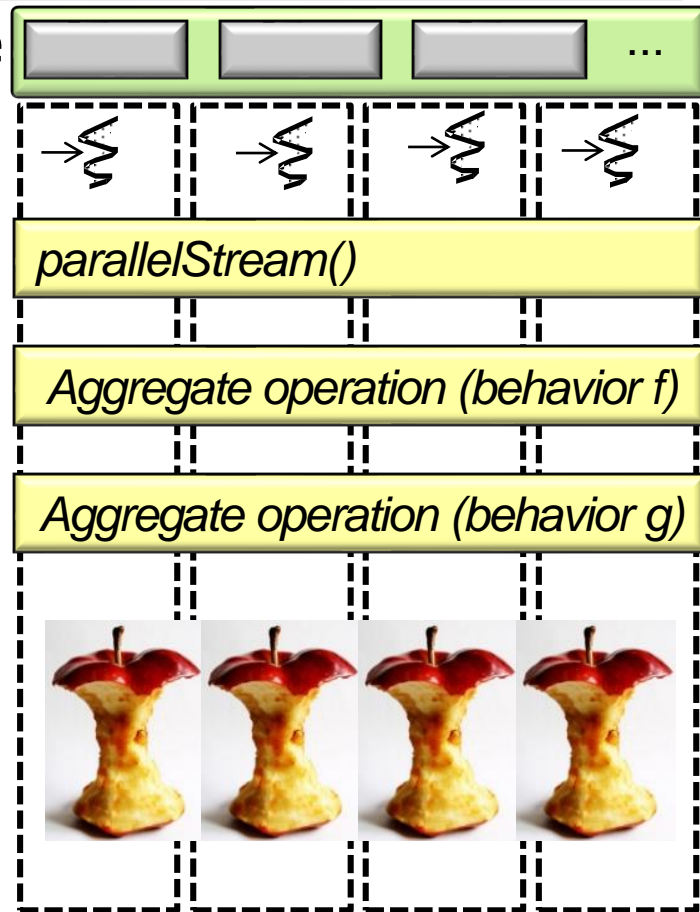 ...
parallelStream()
Aggregate operation (behavior f)
Aggregate operation (behavior g)